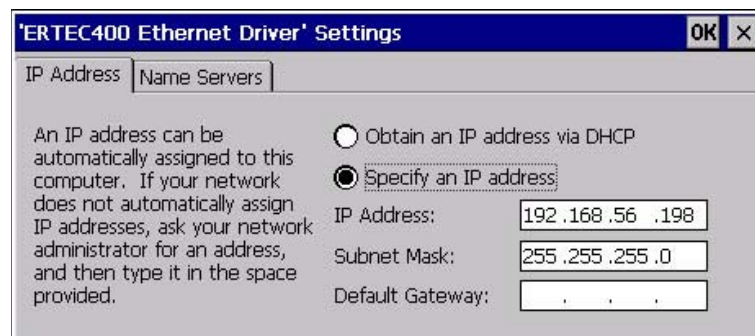 'ERTEC400 Ethernet Driver' Settings
OK ×
IP Address
Name Servers
An IP address can be
automatically assigned to this
computer. If your network
does not automatically assign
IP addresses, ask your network
administrator for an address,
and then type it in the space
provided.
Obtain an IP address via DHCP
Specify an IP address
IP Address: 192 .168 .56 .198
Subnet Mask: 255 .255 .255 .0
Default Gateway: . . .